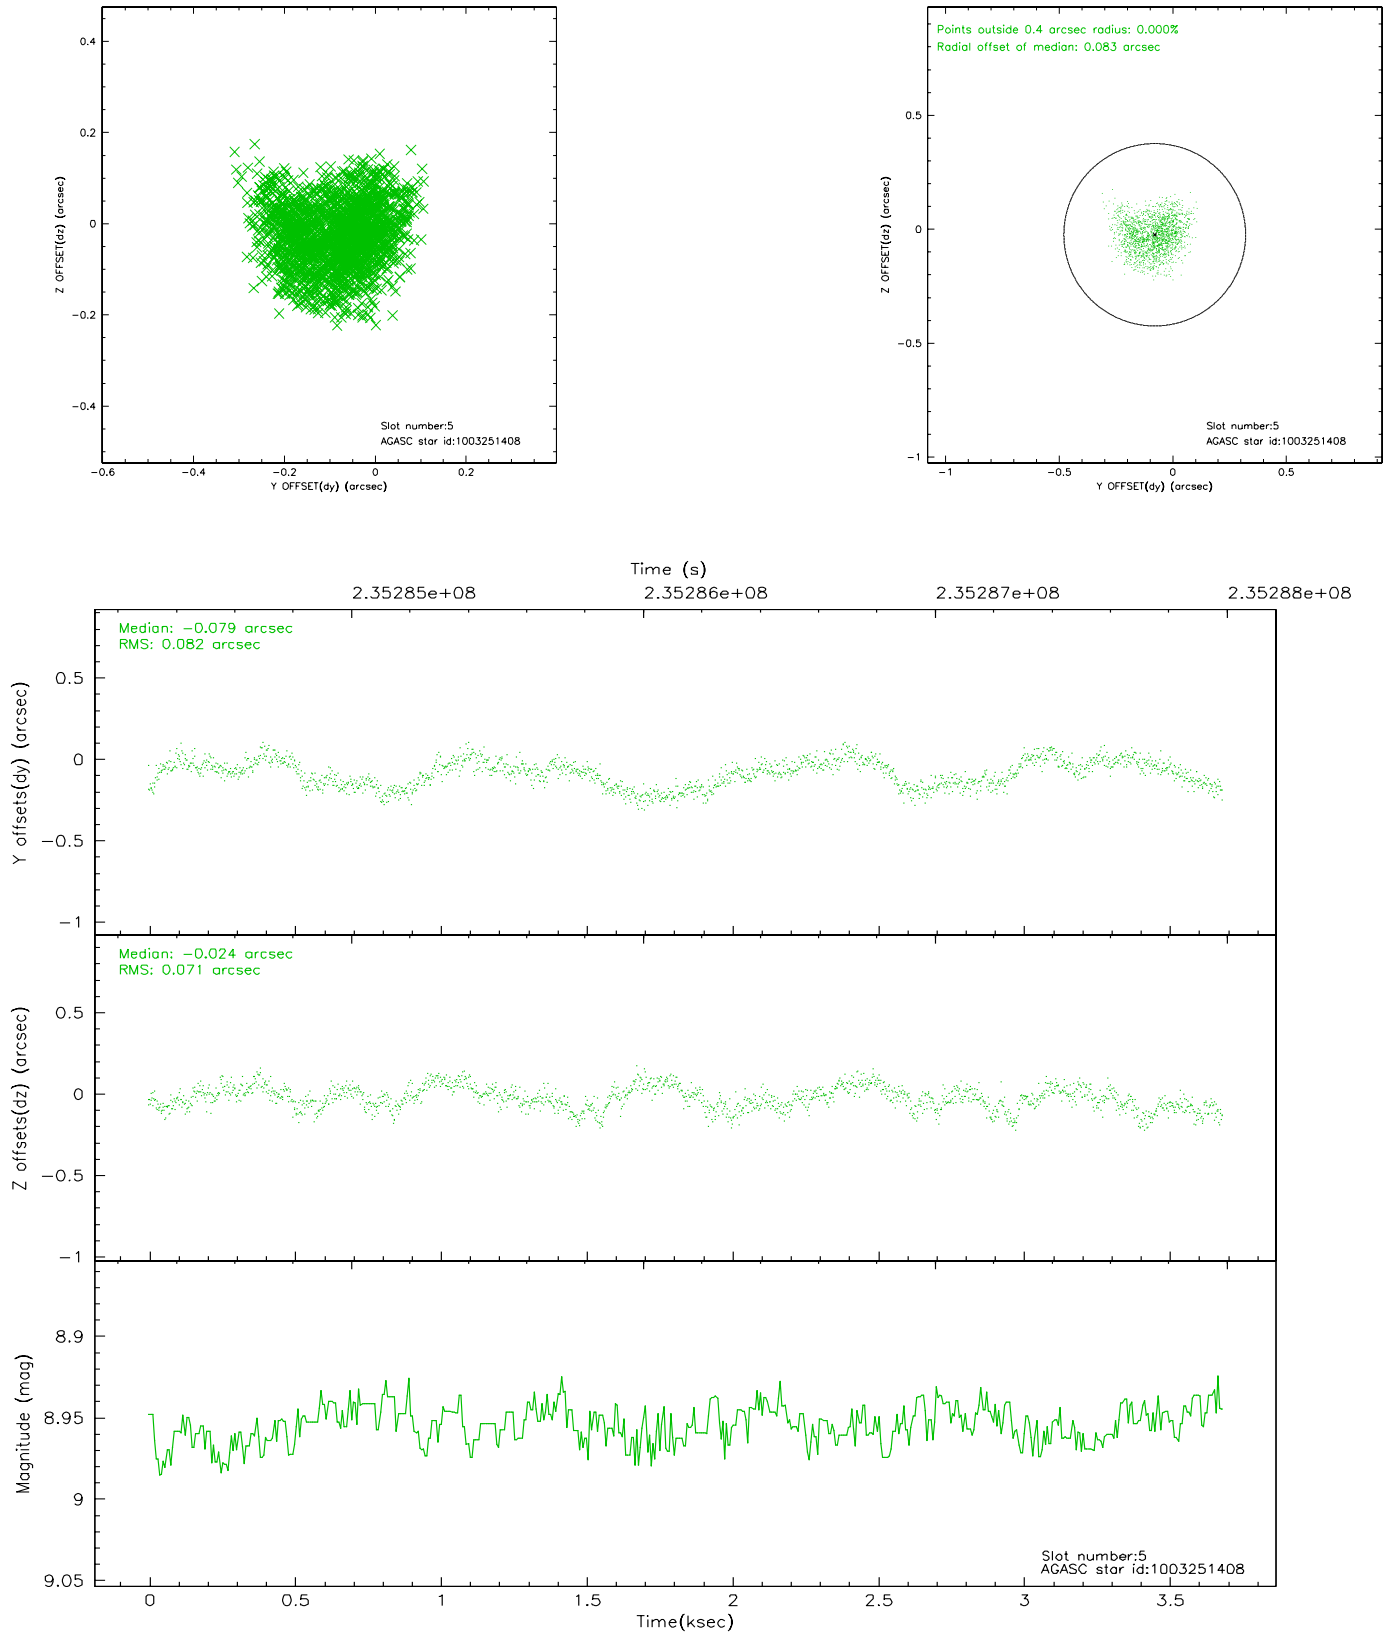 0.4
0.2
0
-0.2
-0.4
Z OFFSET(dz) (arcsec)
Slot number:5
AGASC star id:1003251408
-0.6 -0.4 -0.2 0 0.2
Y OFFSET(dy) (arcsec)
Points outside 0.4 arcsec radius: 0.000%
Radial offset of median: 0.083 arcsec
0.5
0
-0.5
-1
Z OFFSET(dz) (arcsec)
Slot number:5
AGASC star id:1003251408
-1 -0.5 0 0.5
Y OFFSET(dy) (arcsec)
Time (s)
2.35285e+08 2.35286e+08 2.35287e+08 2.35288e+08
Median: -0.079 arcsec
RMS: 0.082 arcsec
0.5
0
-0.5
-1
Y offsets(dy) (arcsec)
Median: -0.024 arcsec
RMS: 0.071 arcsec
0.5
0
-0.5
-1
Z offsets(dz) (arcsec)
8.9
8.95
9
9.05
Magnitude (mag)
Slot number:5
AGASC star id:1003251408
0 0.5 1 1.5 2 2.5 3 3.5
Time(ksec)